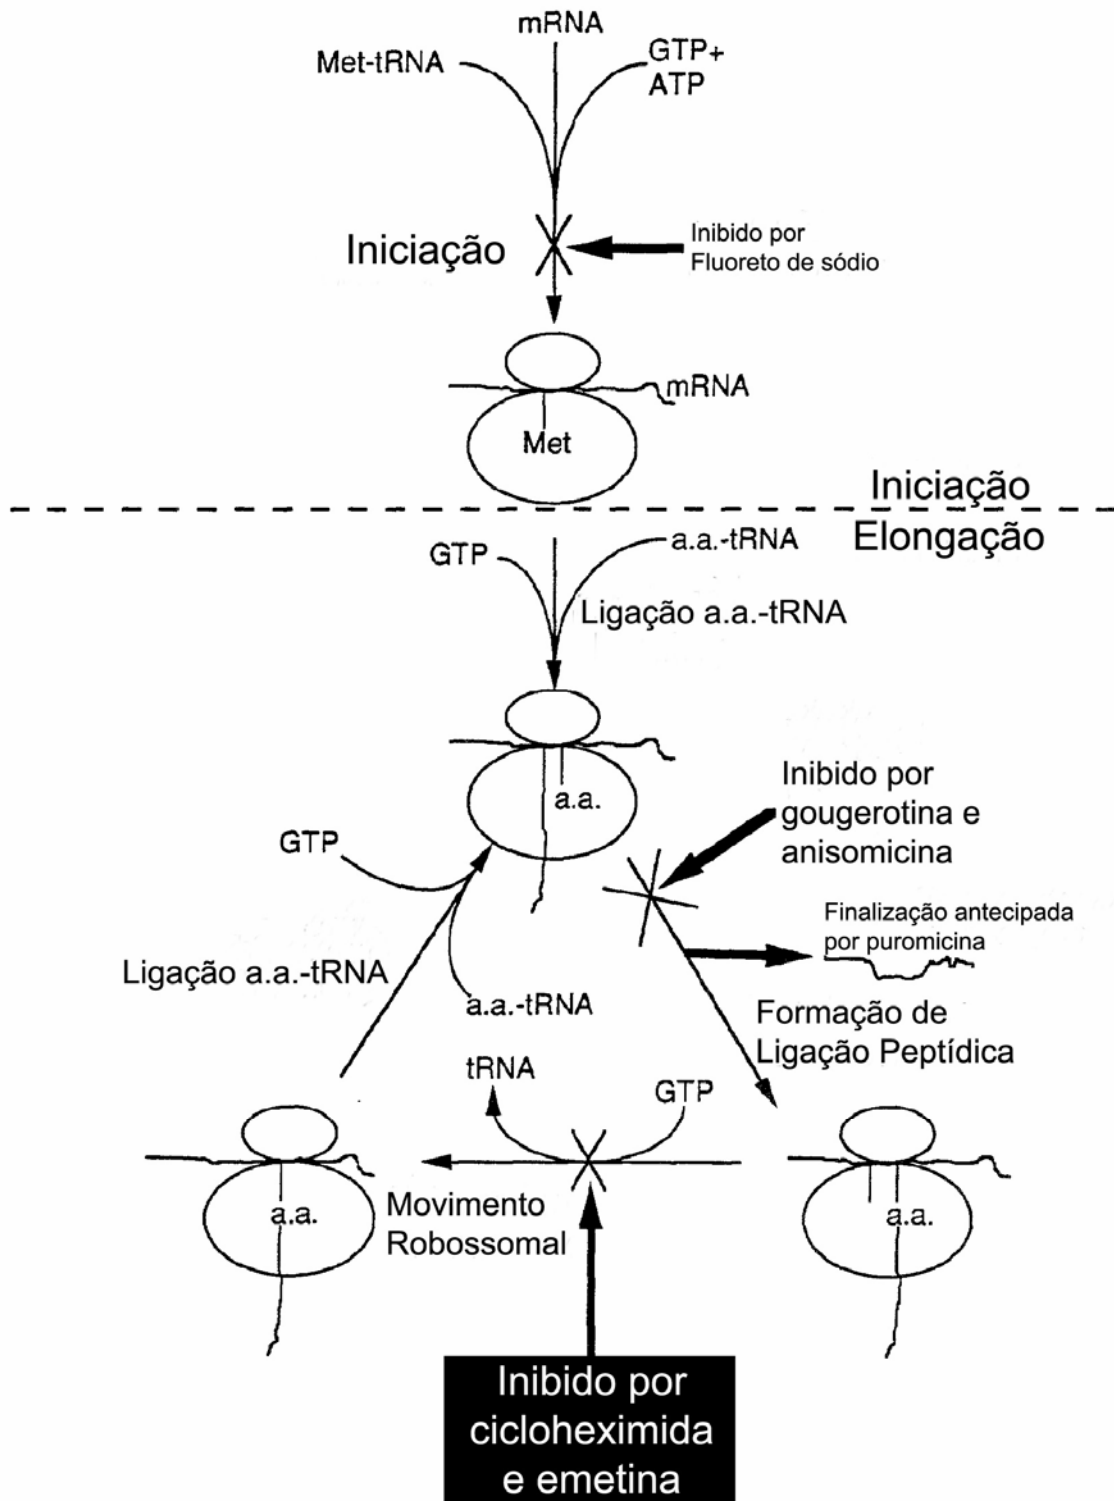 mRNA
Met-tRNA
GTP+
ATP
Iniciação
Inibido por
Fluoreto de sódio
mRNA
Met
Iniciação
Elongação
GTP
a.a.-tRNA
Ligação a.a.-tRNA
a.a.
Inibido por
gougerotina e
anisomicina
GTP
Finalização antecipada
por puromicina
Ligação a.a.-tRNA
a.a.-tRNA
Formação de
Ligação Peptídica
tRNA
GTP
a.a.
Movimento
Robossomal
a.a.
Inibido por
cicloheximida
e emetina